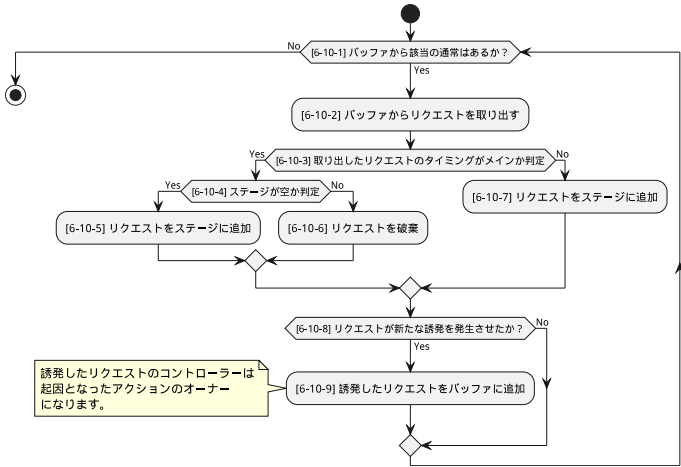 No
[6-10-1] バッファから該当の通常はあるか？
Yes
[6-10-2] バッファからリクエストを取り出す
Yes
[6-10-3] 取り出したリクエストのタイミングがメインか判定
No
Yes
[6-10-4] ステージが空か判定
No
[6-10-7] リクエストをステージに追加
[6-10-5] リクエストをステージに追加
[6-10-6] リクエストを破棄
[6-10-8] リクエストが新たな誘発を発生させたか？
No
Yes
誘発したリクエストのコントローラーは
起因となったアクションのオーナー
になります。
[6-10-9] 誘発したリクエストをバッファに追加